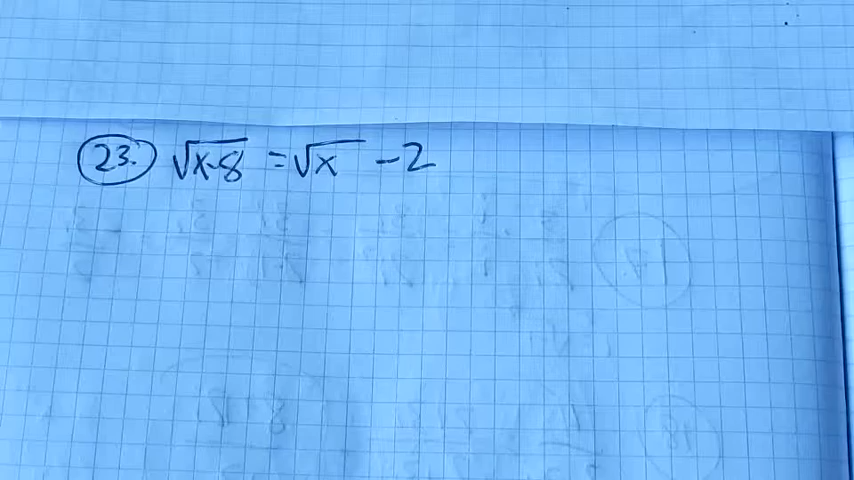 23. √x-8 = √x - 2